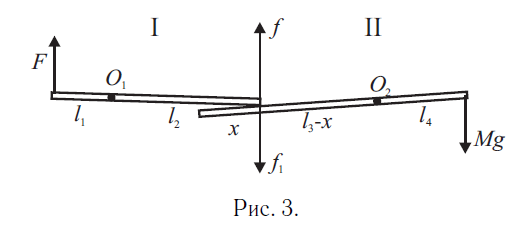 I II
f
F
O₁ O₂
l₁ l₂ x l₃-x l₄
f₁ Mg
Рис. 3.